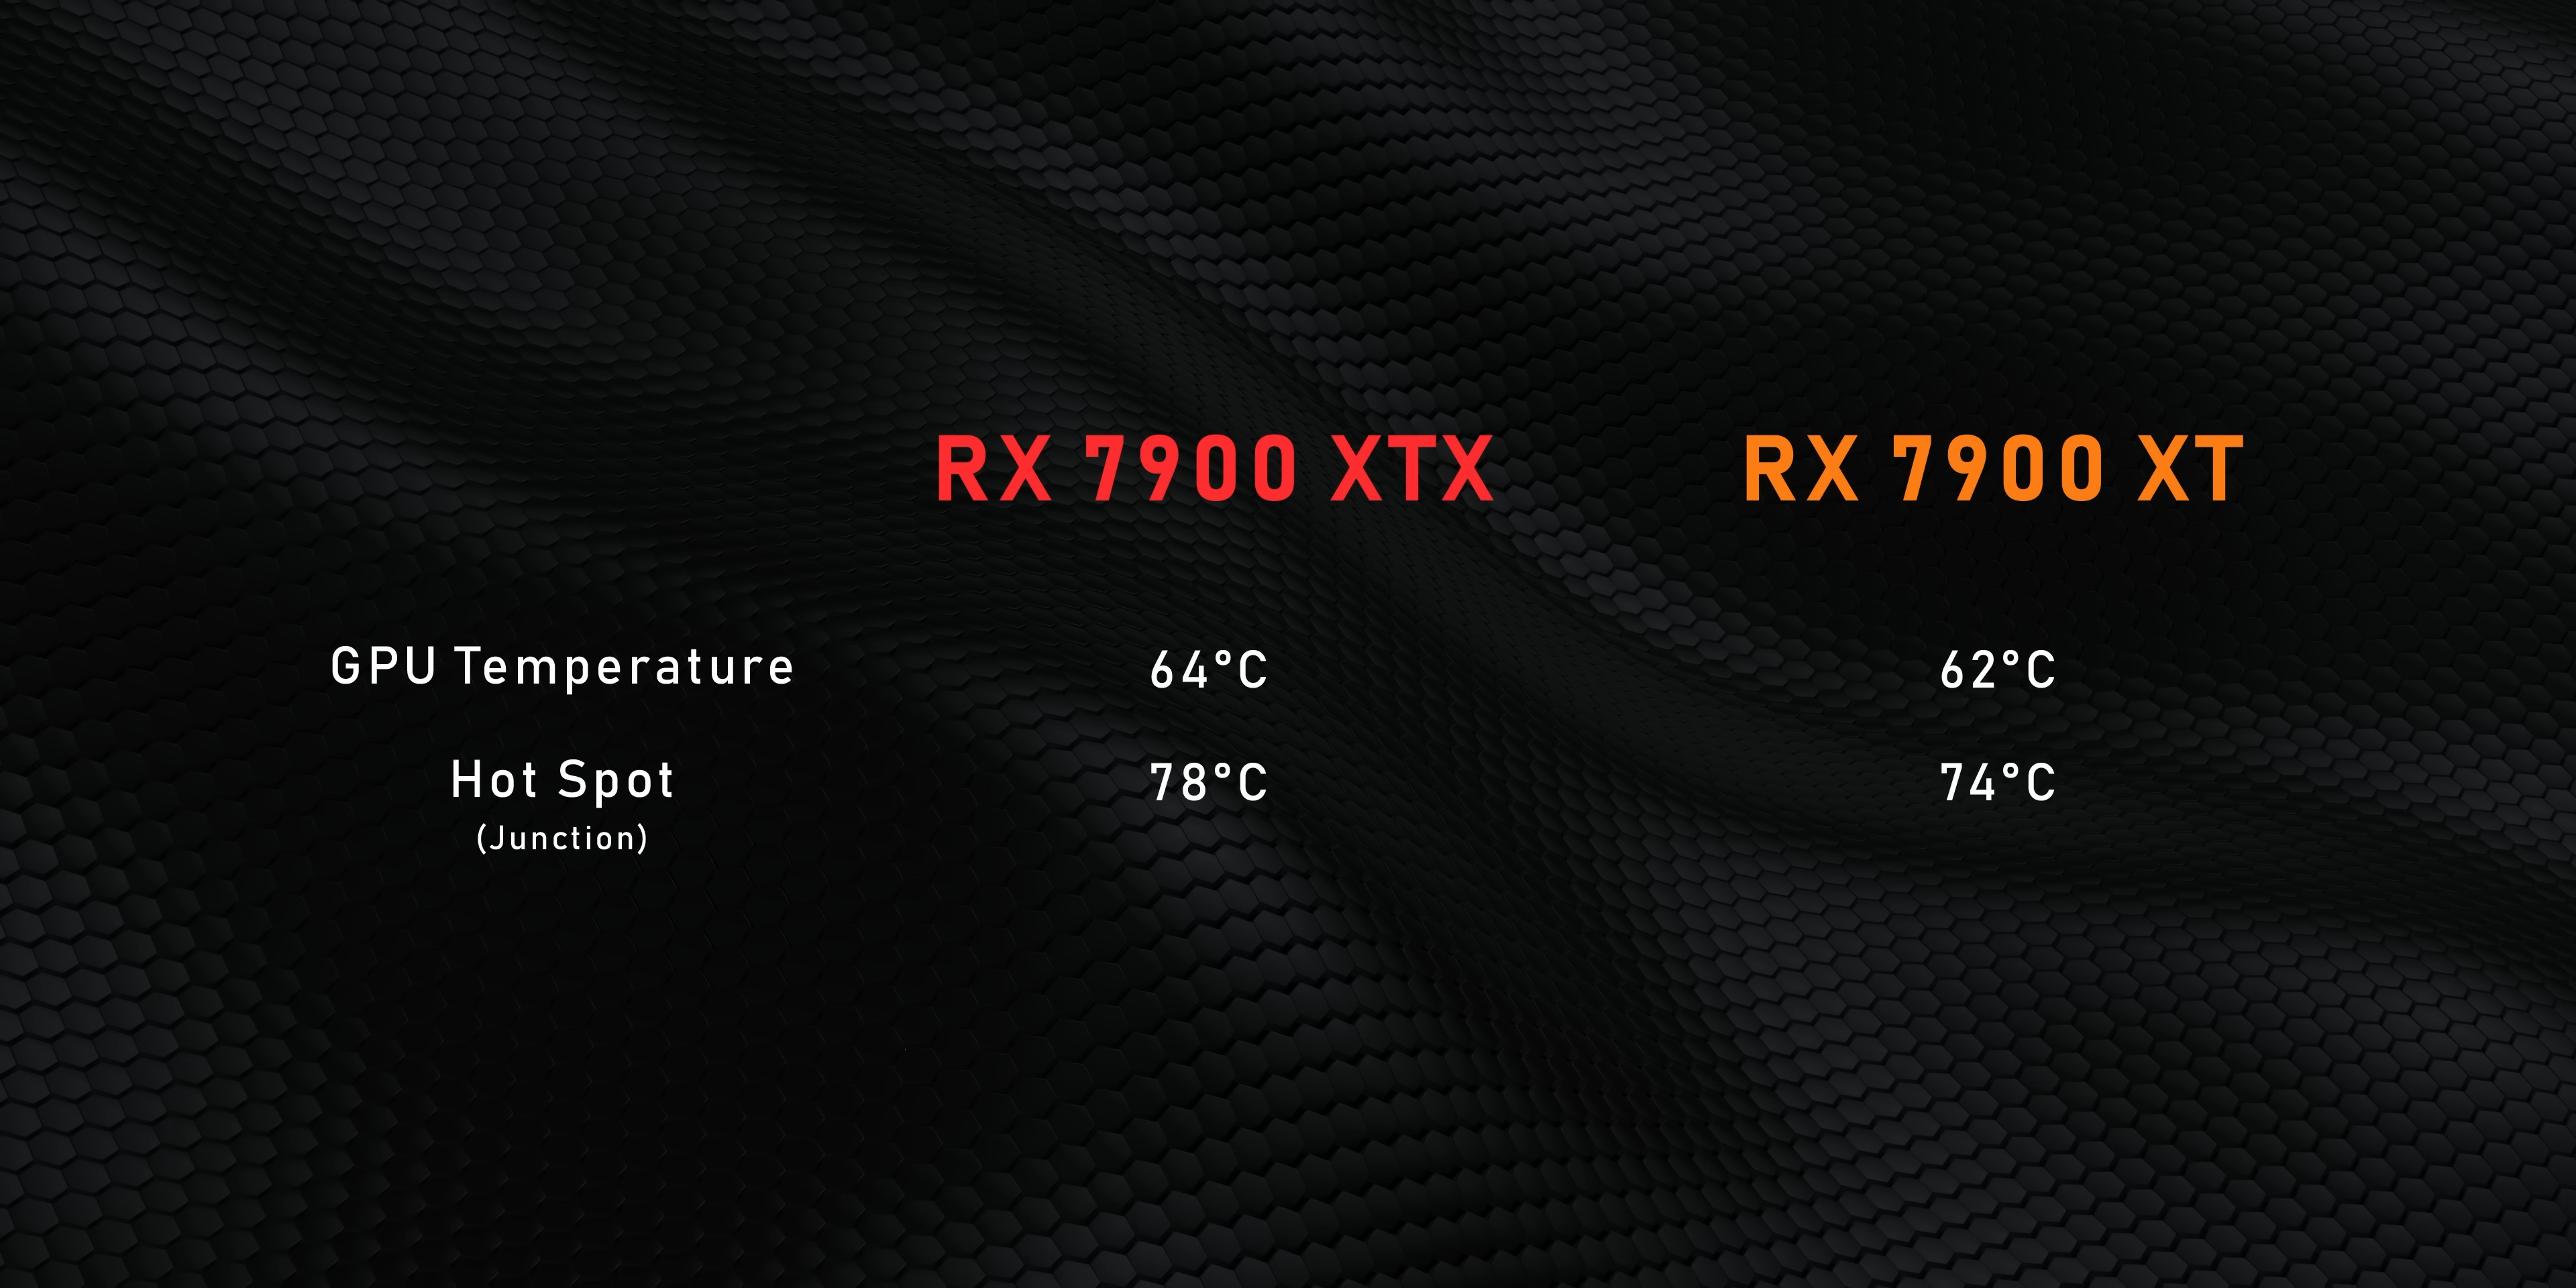 RX 7900 XTX RX 7900 XT
GPU Temperature 64°C 62°C
Hot Spot 78°C 74°C
(Junction)